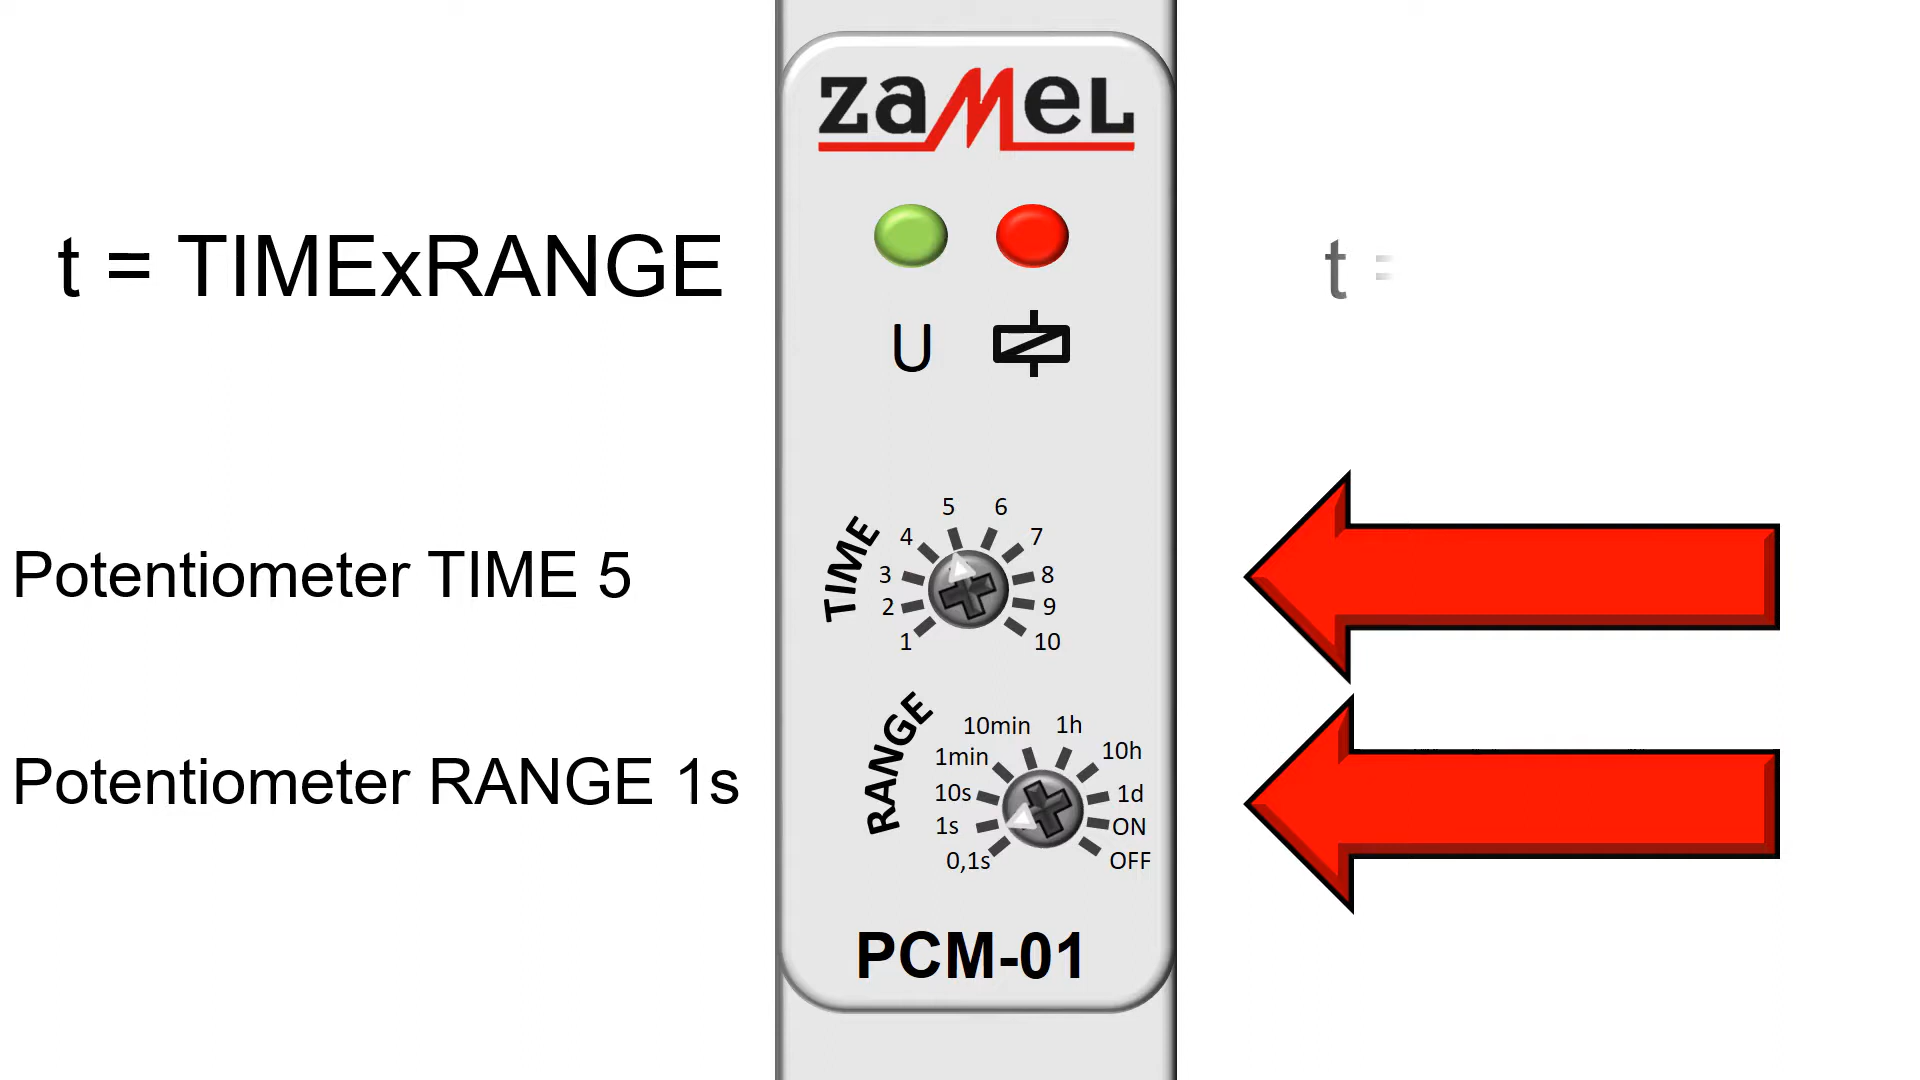 ZAMEL
t = TIMExRANGE
t =
U
Potentiometer TIME 5
TIME
1
2
3
4
5
6
7
8
9
10
Potentiometer RANGE 1s
RANGE
0,1s
1s
10s
1min
10min
1h
10h
1d
ON
OFF
PCM-01